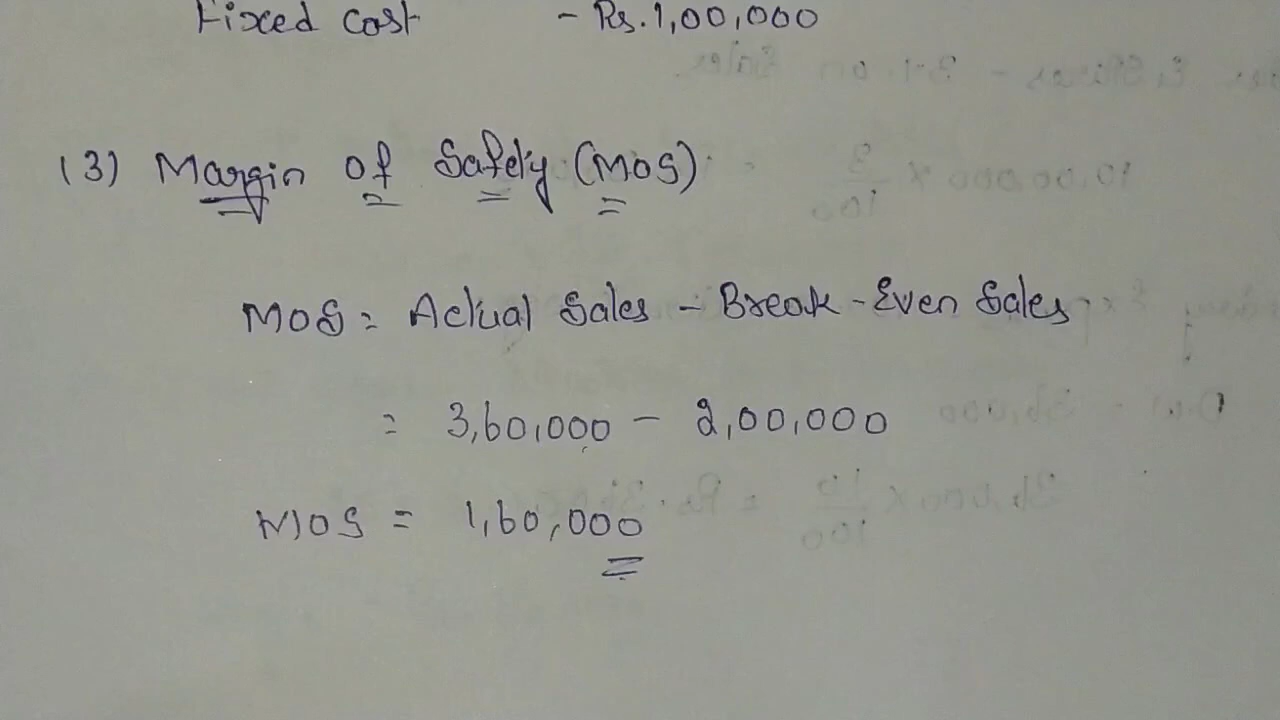 Fixed Cost - Rs. 1,00,000
(3) Margin Of Safety (MOS)
MOS = Actual Sales - Break - Even Sales
= 3,60,000 - 2,00,000
MOS = 1,60,000